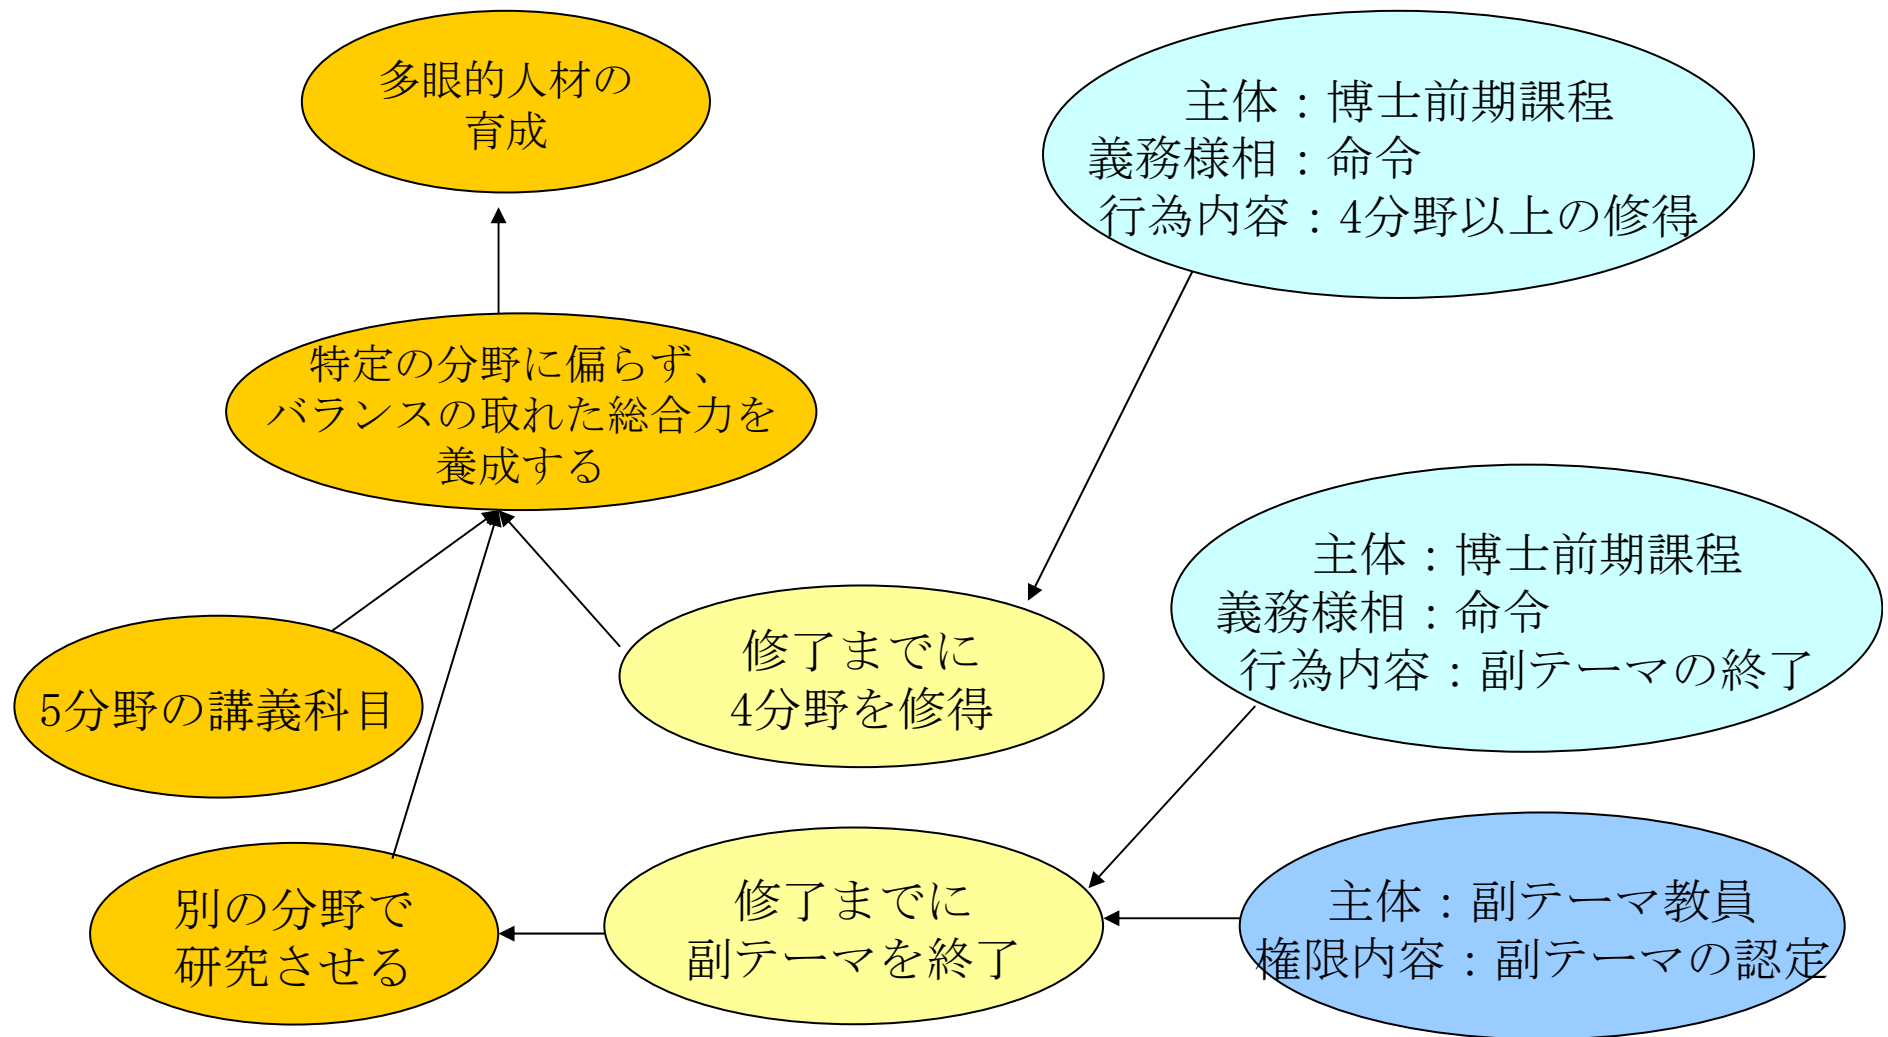 多眼的人材の
育成
主体：博士前期課程
義務様相：命令
行為内容：4分野以上の修得
特定の分野に偏らず、
バランスの取れた総合力を
養成する
主体：博士前期課程
義務様相：命令
行為内容：副テーマの終了
5分野の講義科目
修了までに
4分野を修得
別の分野で
研究させる
修了までに
副テーマを終了
主体：副テーマ教員
権限内容：副テーマの認定